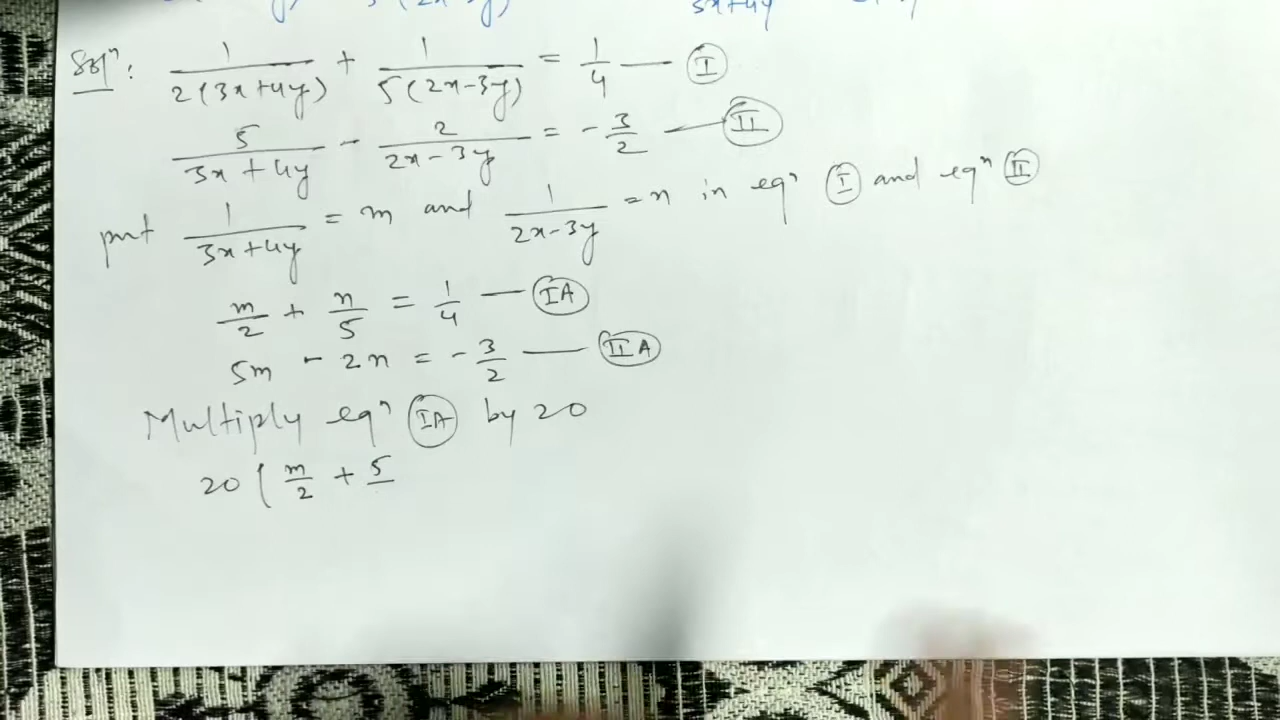 Solⁿ: 1/2(3x+4y) + 1/5(2x-3y) = 1/4 — I
5/3x+4y - 2/2x-3y = -3/2 — II
put 1/3x+4y = m and 1/2x-3y = n in eqⁿ I and eqⁿ II
m/2 + n/5 = 1/4 — IA
5m - 2n = -3/2 — IIA
Multiply eqⁿ IA by 20
20 ( m/2 + 5